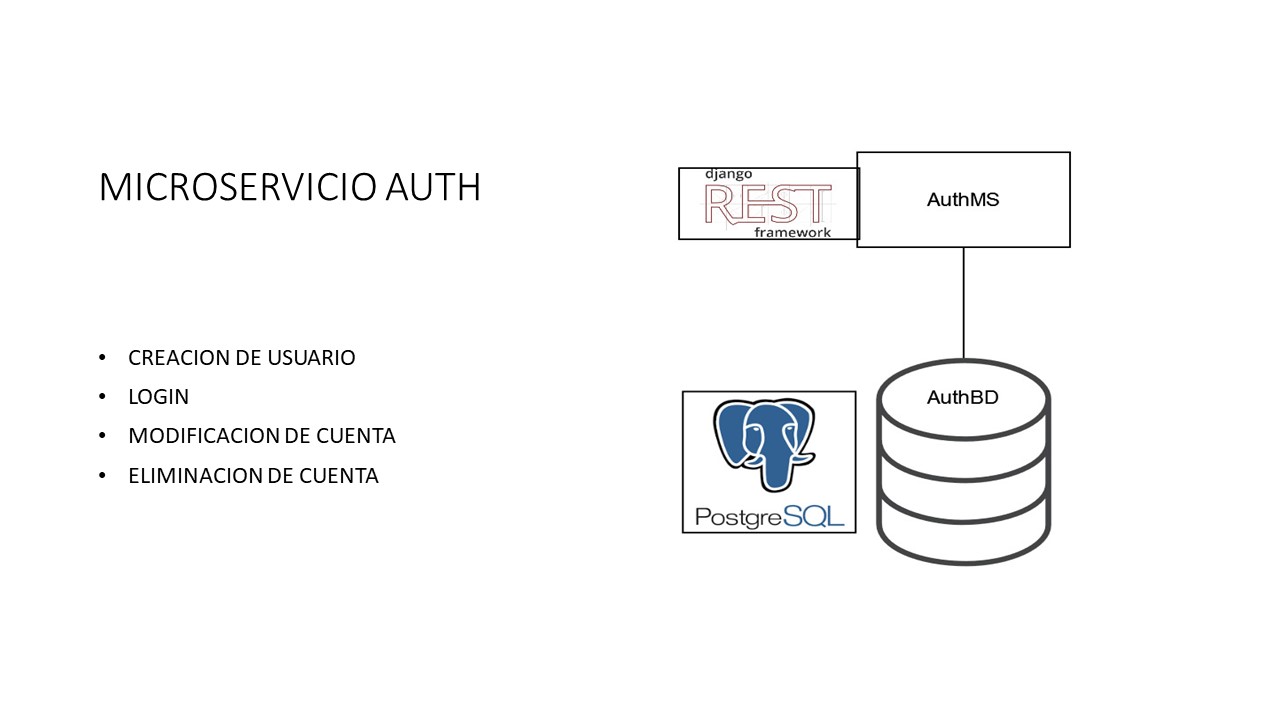 MICROSERVICIO AUTH
• CREACION DE USUARIO
• LOGIN
• MODIFICACION DE CUENTA
• ELIMINACION DE CUENTA
django
REST
framework
AuthMS
AuthBD
PostgreSQL